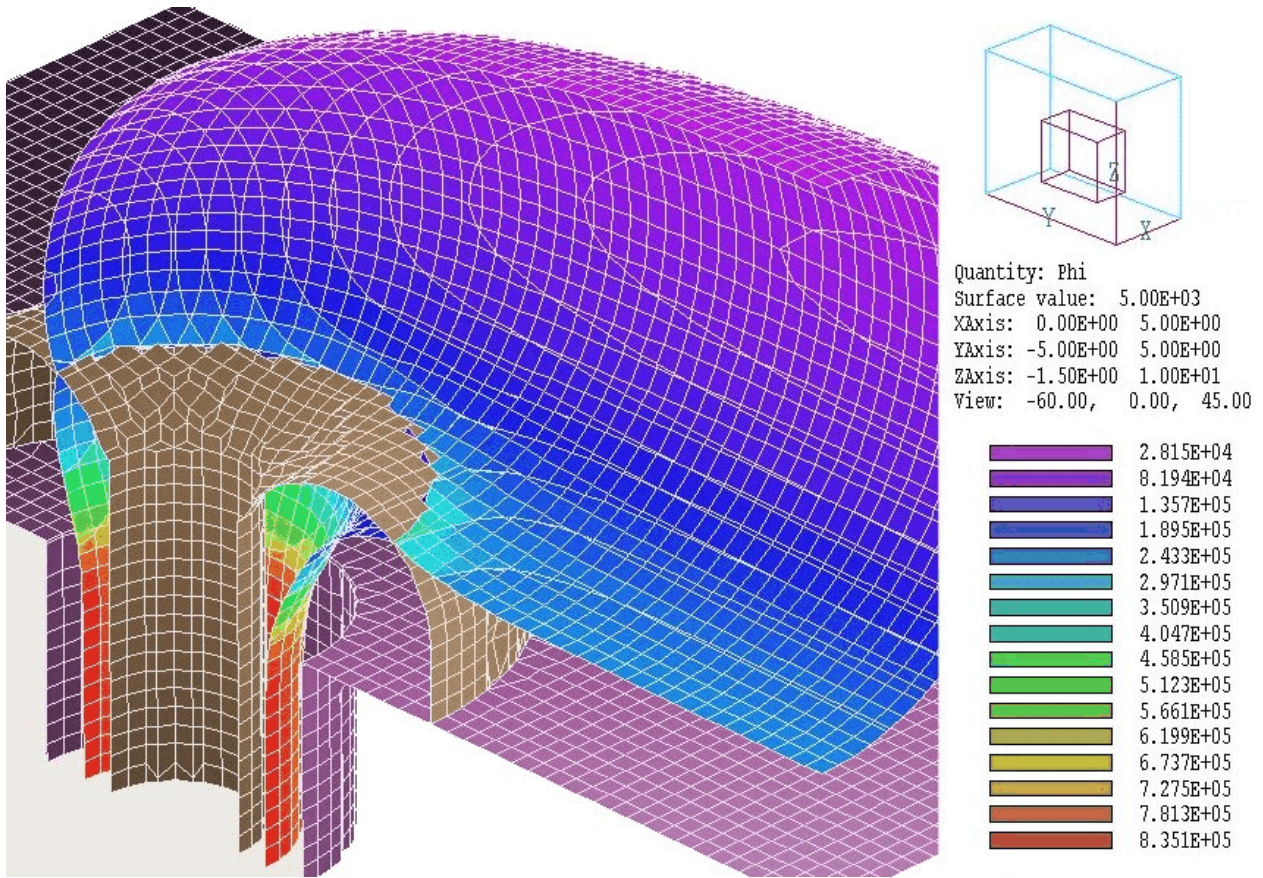 Z
Y
X
Quantity: Phi
Surface value: 5.00E+03
XAxis: 0.00E+00 5.00E+00
YAxis: -5.00E+00 5.00E+00
ZAxis: -1.50E+00 1.00E+01
View: -60.00, 0.00, 45.00
2.815E+04
8.194E+04
1.357E+05
1.895E+05
2.433E+05
2.971E+05
3.509E+05
4.047E+05
4.585E+05
5.123E+05
5.661E+05
6.199E+05
6.737E+05
7.275E+05
7.813E+05
8.351E+05